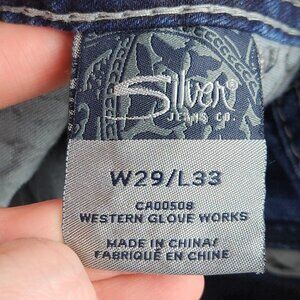 Silver®
JEANS CO.
W29/L33
CA00508
WESTERN GLOVE WORKS
MADE IN CHINA/
FABRIQUÉ EN CHINE